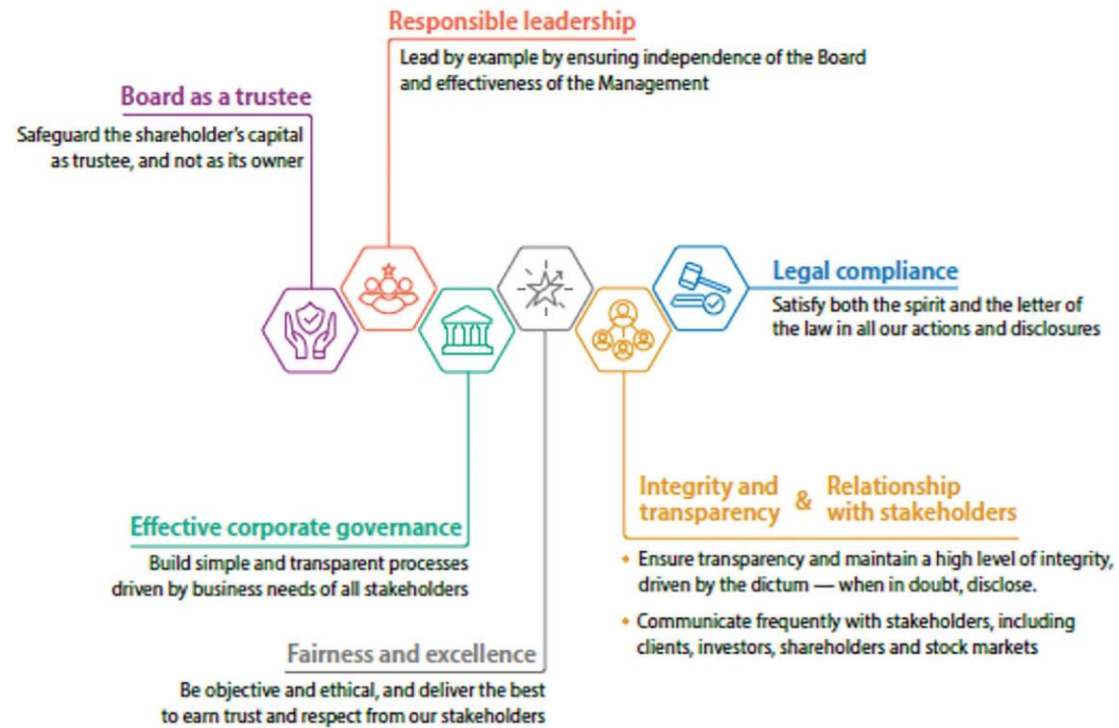 Responsible leadership
Lead by example by ensuring independence of the Board
and effectiveness of the Management
Board as a trustee
Safeguard the shareholder's capital
as trustee, and not as its owner
Legal compliance
Satisfy both the spirit and the letter of
the law in all our actions and disclosures
Effective corporate governance
Build simple and transparent processes
driven by business needs of all stakeholders
Integrity and
transparency
&
Relationship
with stakeholders
• Ensure transparency and maintain a high level of integrity,
driven by the dictum — when in doubt, disclose.
• Communicate frequently with stakeholders, including
clients, investors, shareholders and stock markets
Fairness and excellence
Be objective and ethical, and deliver the best
to earn trust and respect from our stakeholders